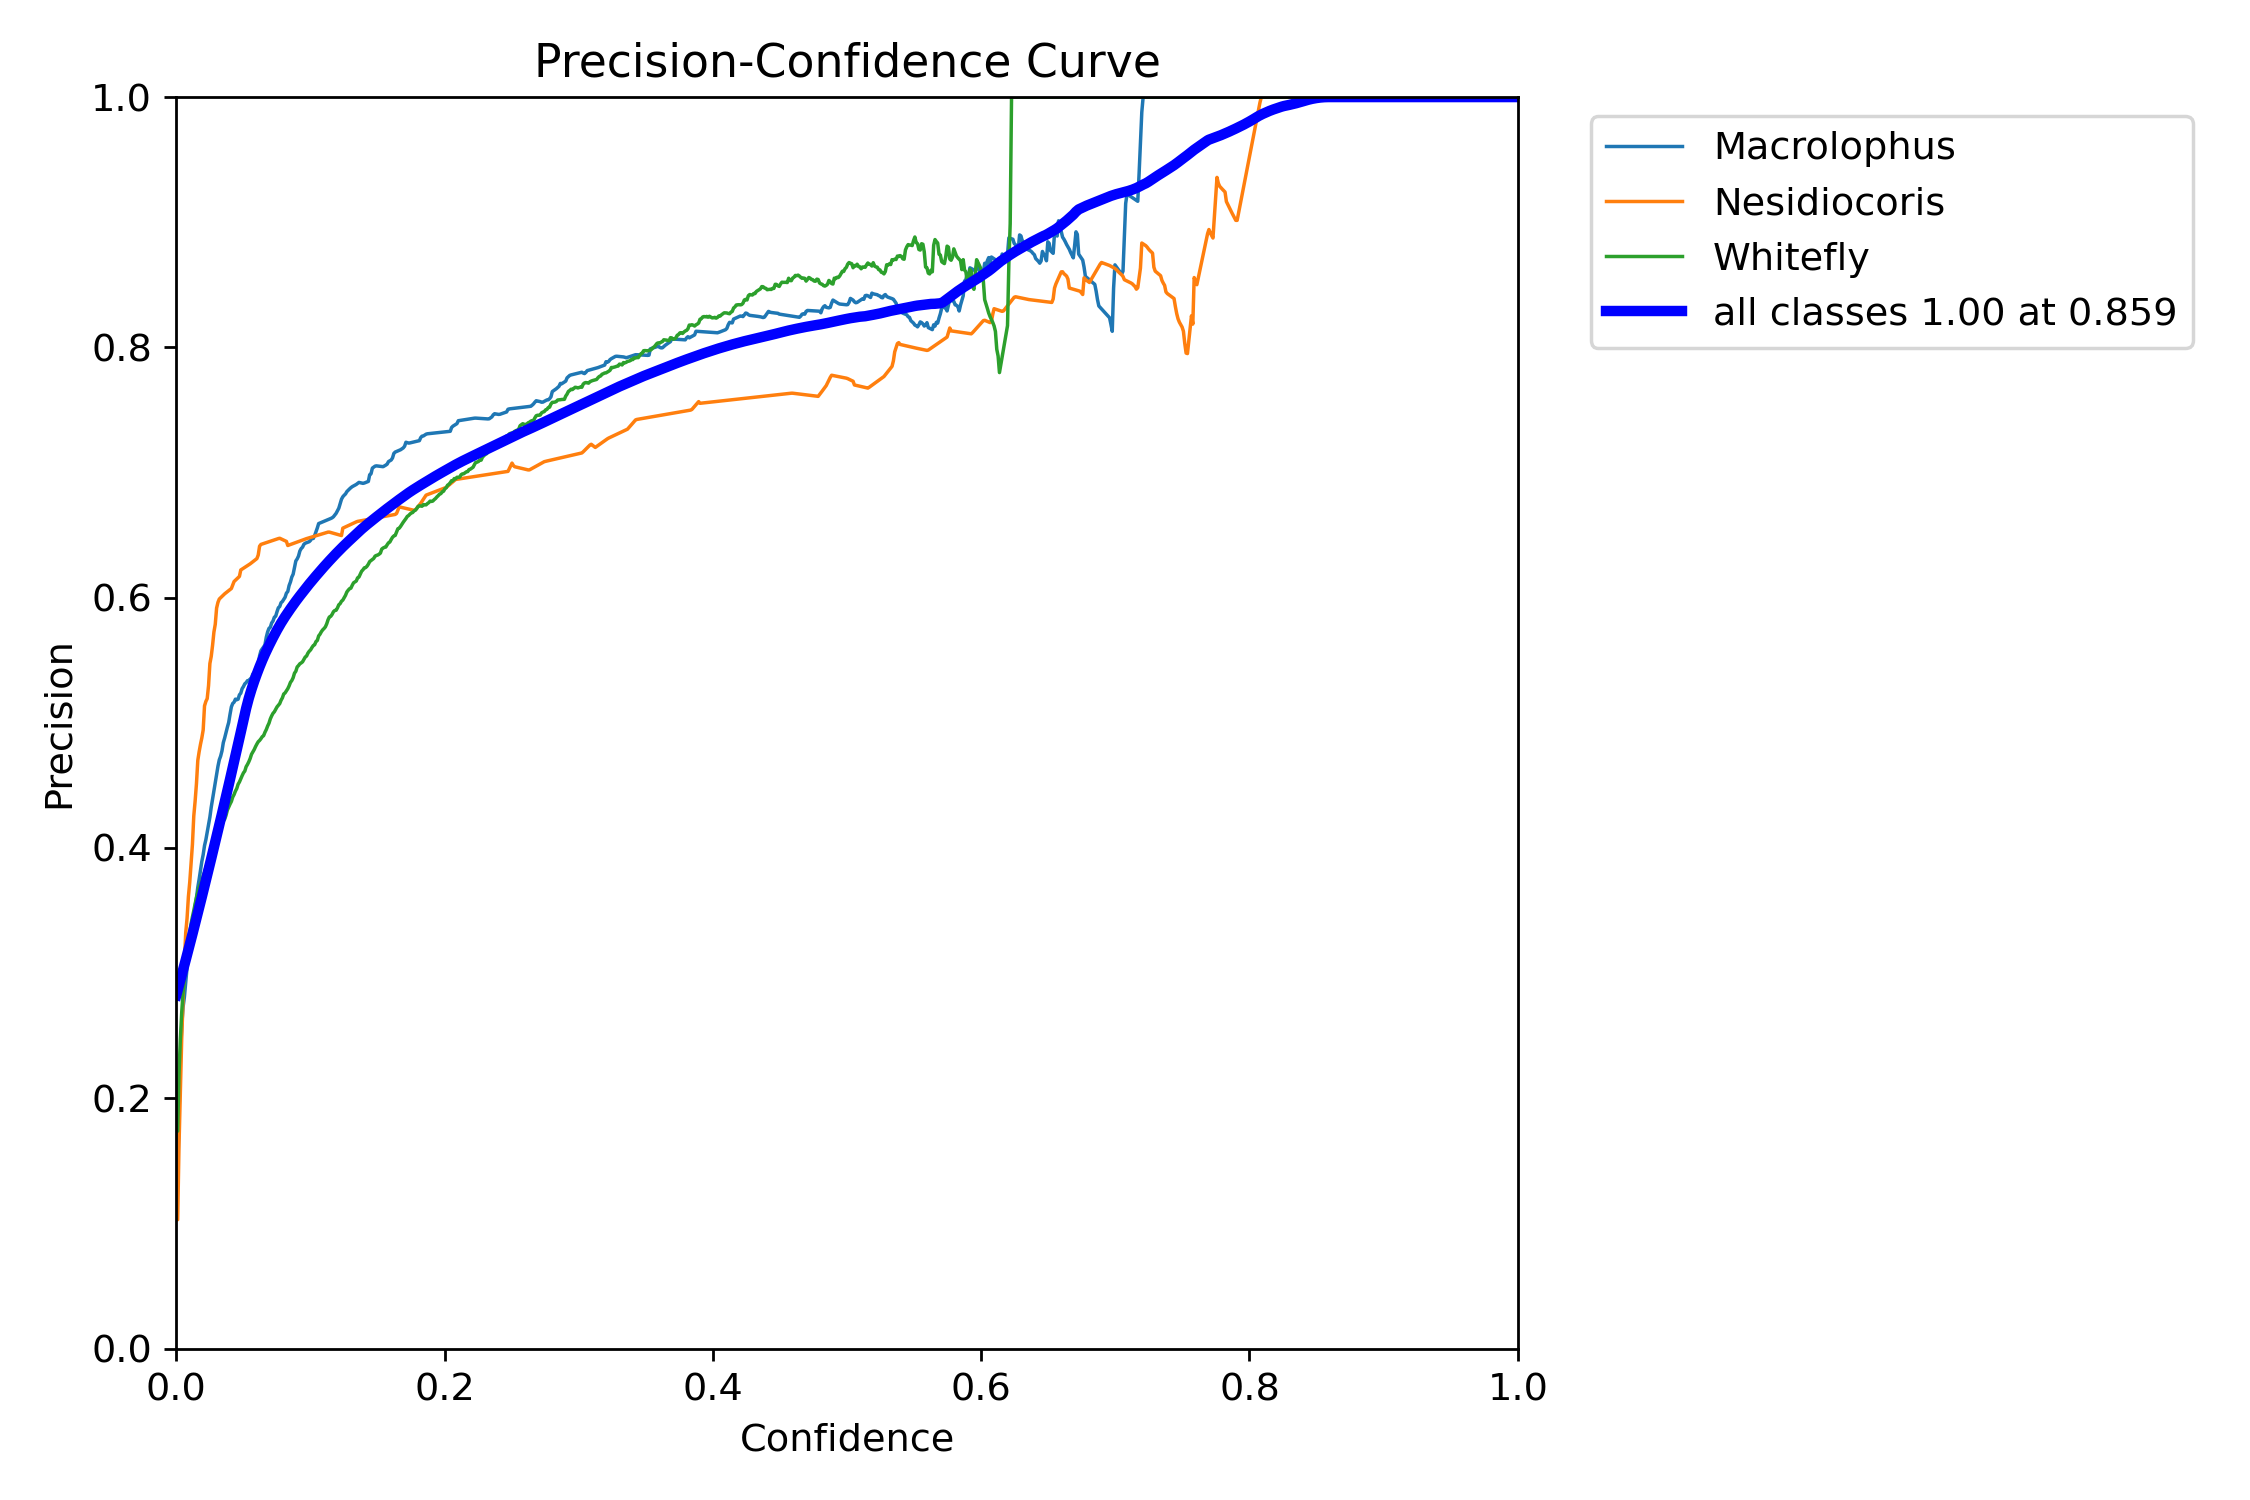 Precision-Confidence Curve
1.0
0.8
0.6
0.4
0.2
0.0
Precision
0.0 0.2 0.4 0.6 0.8 1.0
Confidence
Macrolophus
Nesidiocoris
Whitefly
all classes 1.00 at 0.859